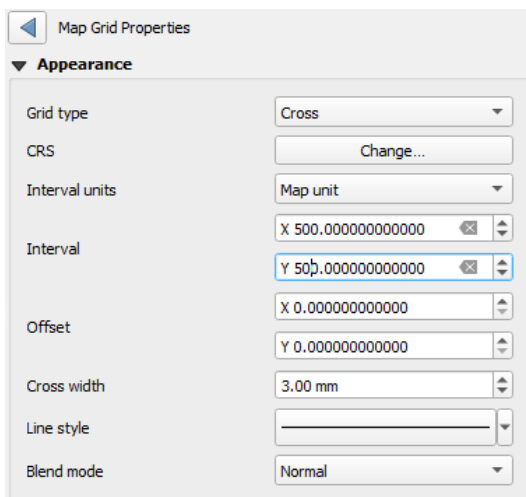 Map Grid Properties
Appearance
Grid type Cross
CRS Change...
Interval units Map unit
Interval
X 500.000000000000
Y 500.000000000000
Offset
X 0.000000000000
Y 0.000000000000
Cross width 3.00 mm
Line style
Blend mode Normal